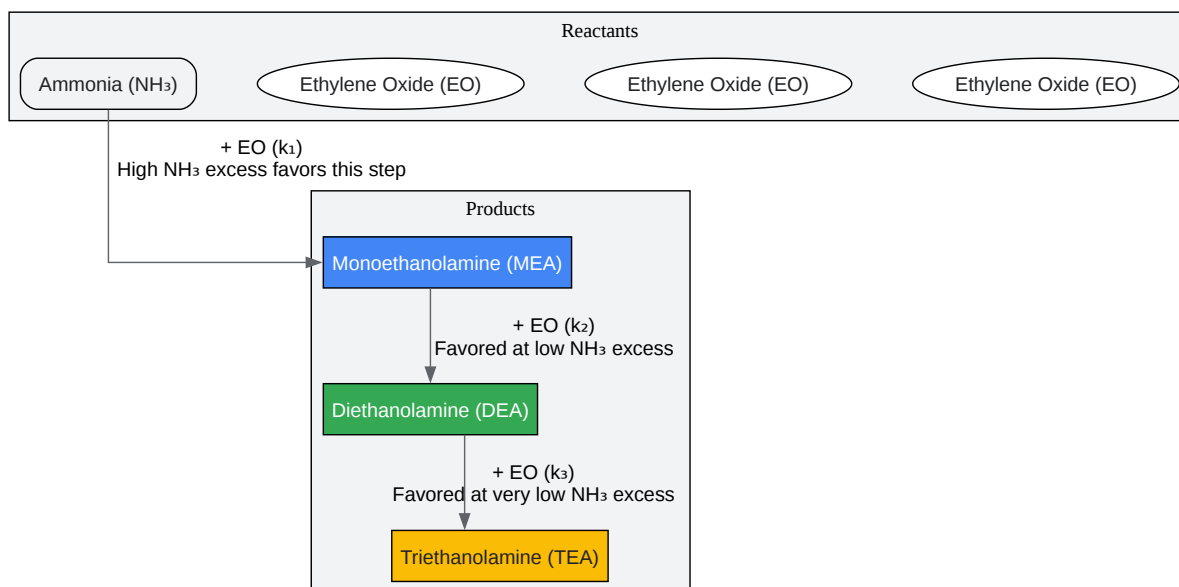 Reactants
Ammonia (NH₃)
Ethylene Oxide (EO)
Ethylene Oxide (EO)
Ethylene Oxide (EO)
+ EO (k₁)
High NH₃ excess favors this step
Products
Monoethanolamine (MEA)
+ EO (k₂)
Favored at low NH₃ excess
Diethanolamine (DEA)
+ EO (k₃)
Favored at very low NH₃ excess
Triethanolamine (TEA)